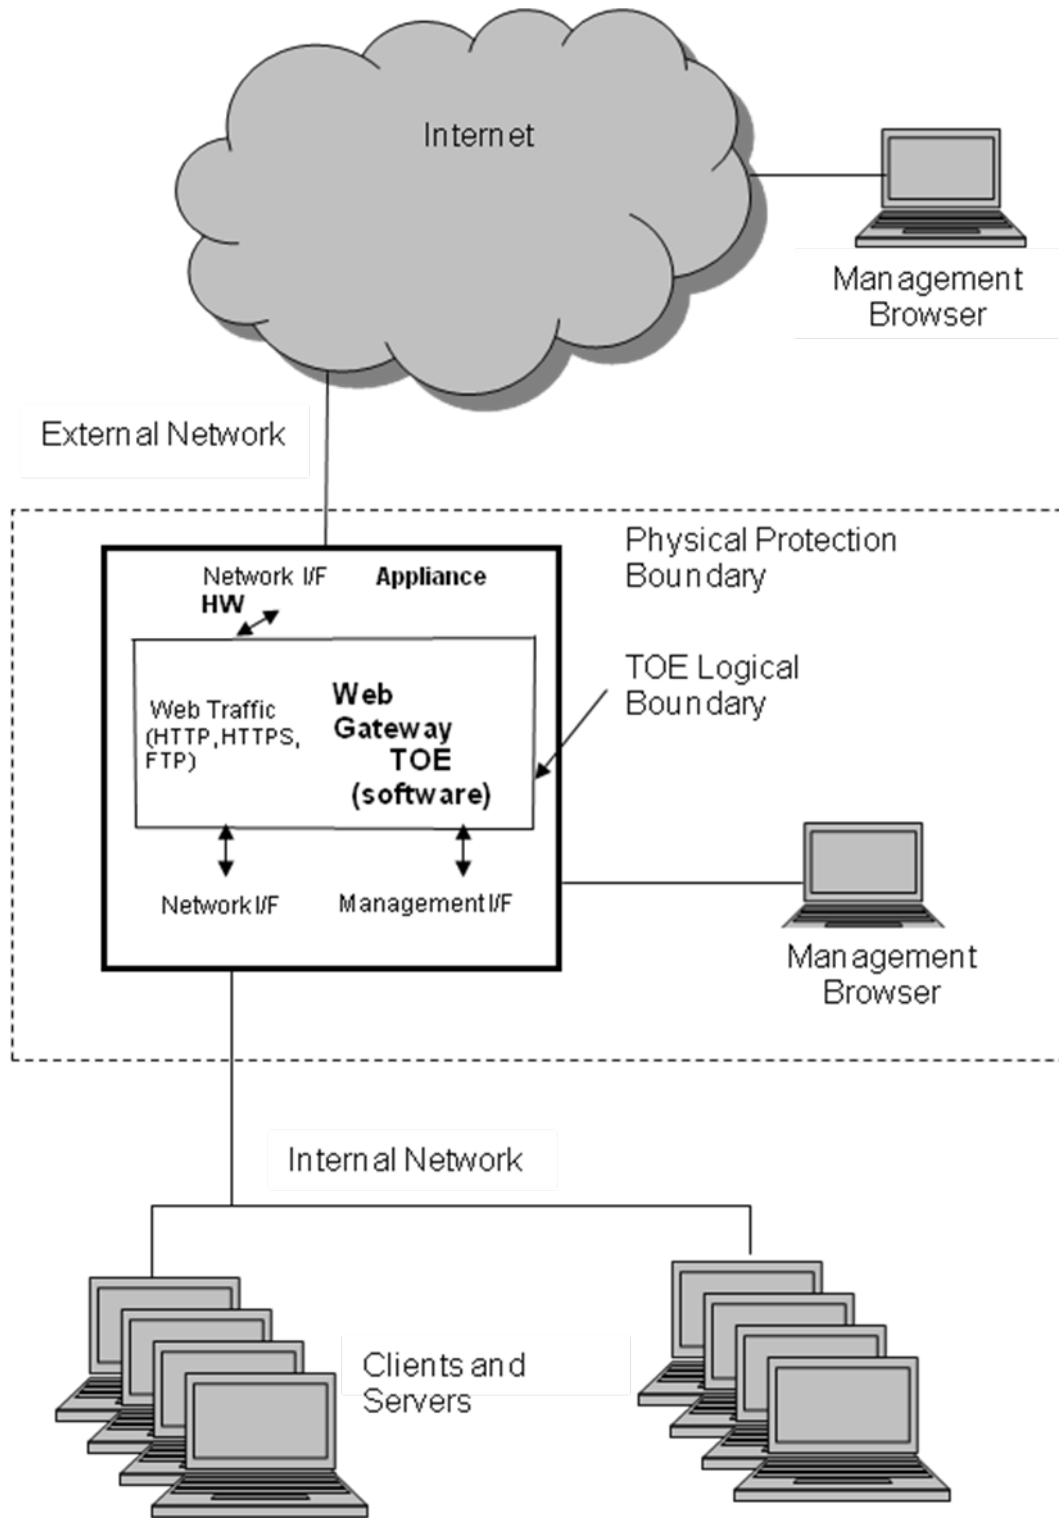 Internet
Management
Browser
External Network
Physical Protection
Boundary
Network I/F
HW
Appliance
TOE Logical
Boundary
Web Traffic
(HTTP, HTTPS,
FTP)
Web
Gateway
TOE
(software)
Network I/F
Management I/F
Management
Browser
Internal Network
Clients and
Servers